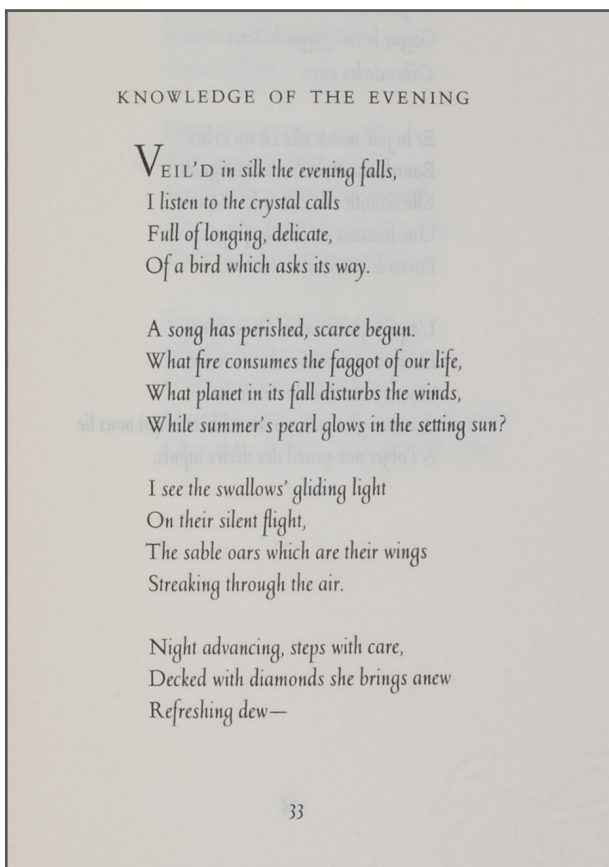 KNOWLEDGE OF THE EVENING
VEIL'D in silk the evening falls,
I listen to the crystal calls
Full of longing, delicate,
Of a bird which asks its way.
A song has perished, scarce begun.
What fire consumes the faggot of our life,
What planet in its fall disturbs the winds,
While summer's pearl glows in the setting sun?
I see the swallows' gliding light
On their silent flight,
The sable oars which are their wings
Streaking through the air.
Night advancing, steps with care,
Decked with diamonds she brings anew
Refreshing dew—
33